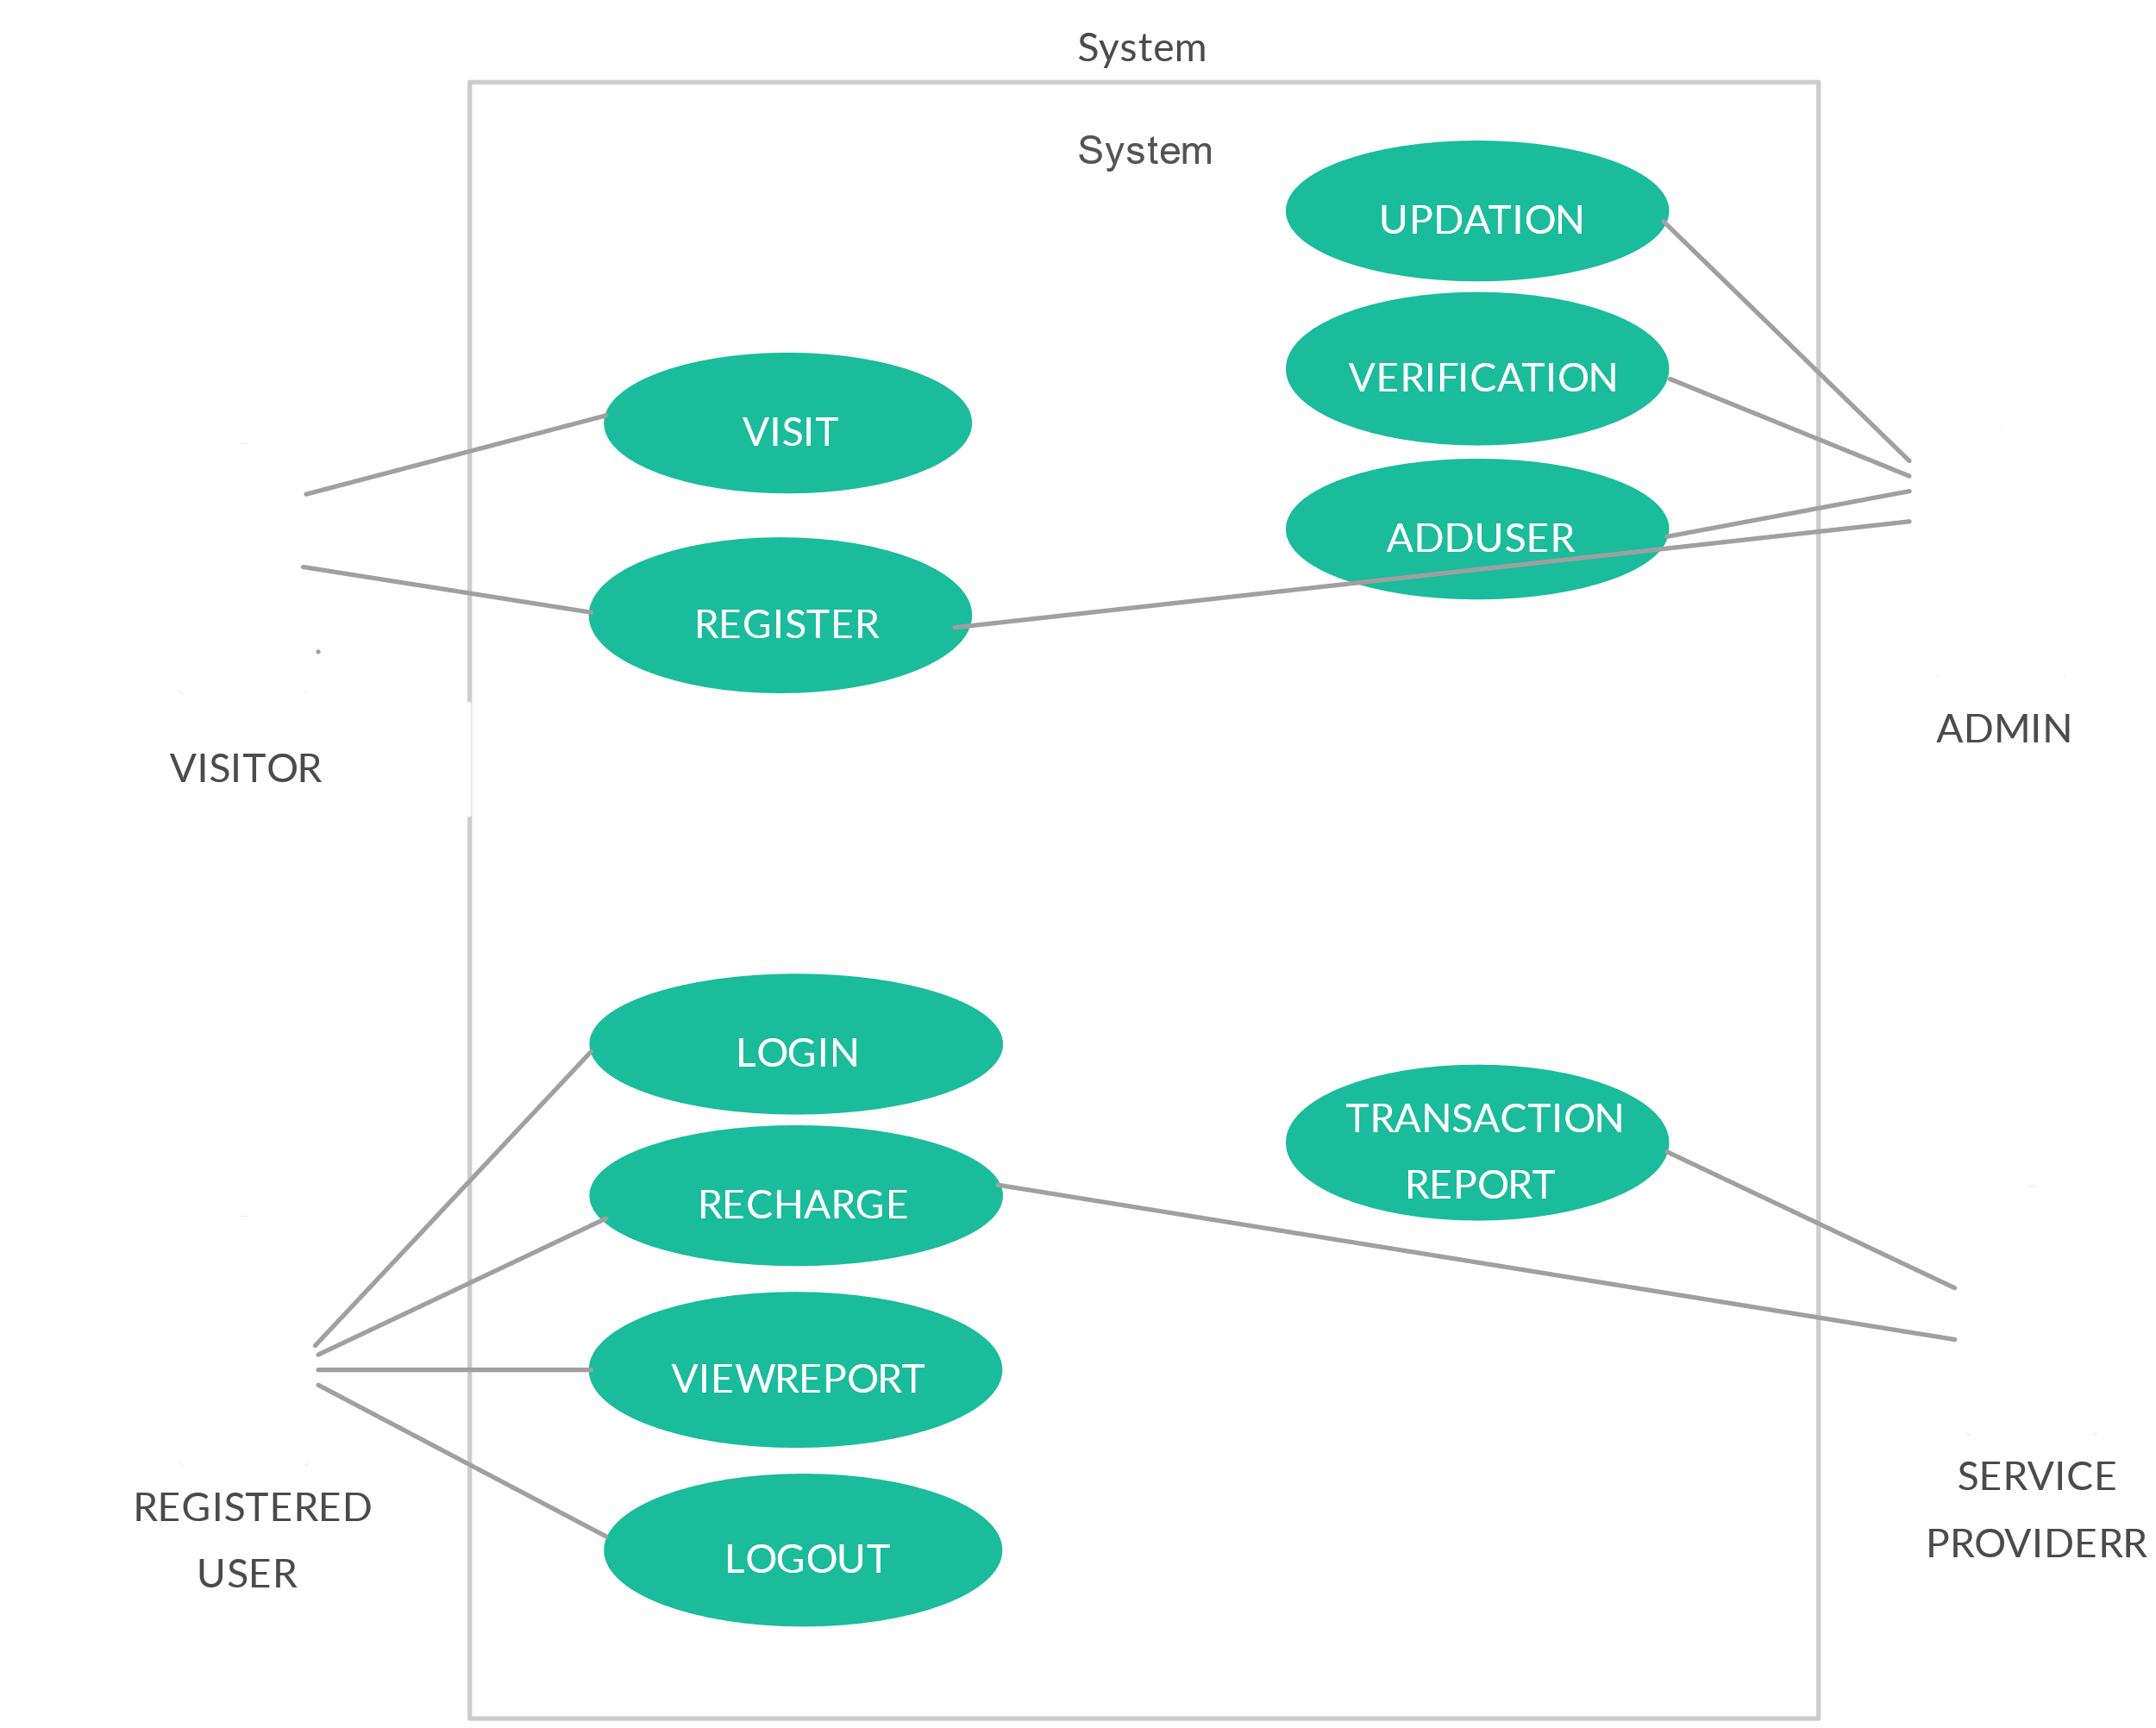 System
System
UPDATION
VERIFICATION
VISIT
ADDUSER
REGISTER
ADMIN
VISITOR
LOGIN
TRANSACTION
REPORT
RECHARGE
VIEWREPORT
SERVICE
PROVIDERR
REGISTERED
USER
LOGOUT